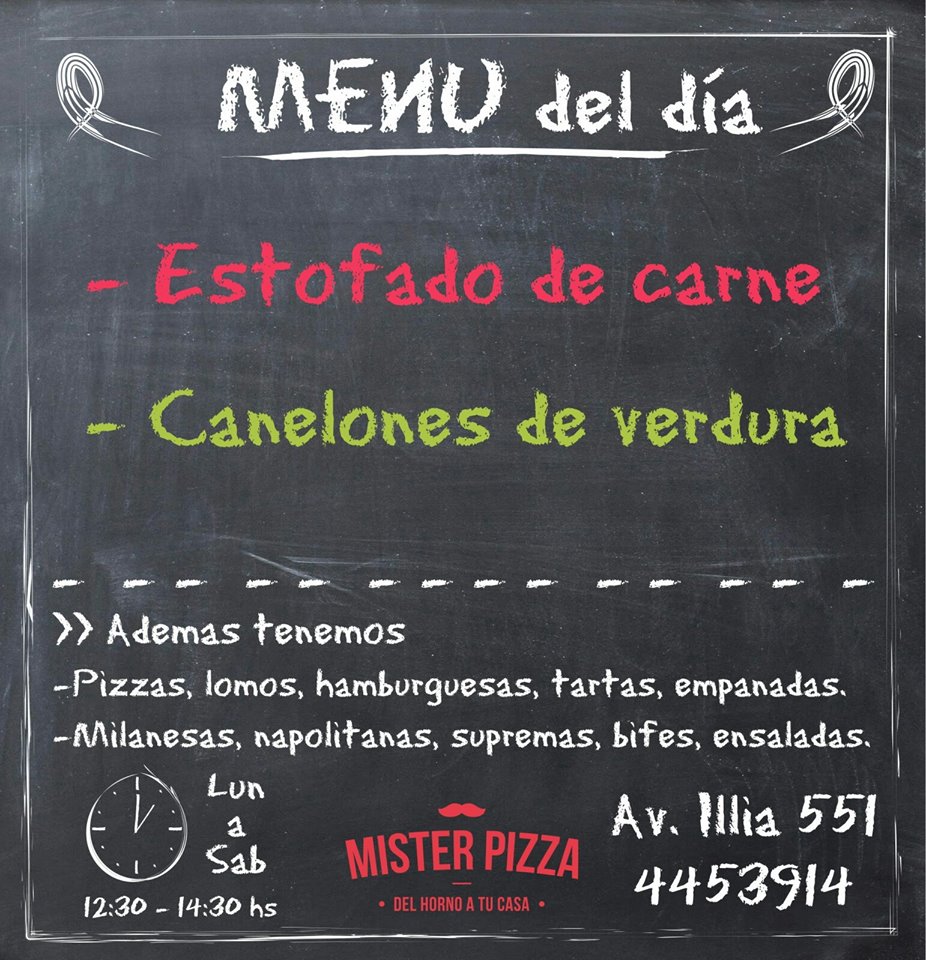 MENU del día
- Estofado de carne
- Canelones de verdura
>> Ademas tenemos
-Pizzas, lomos, hamburguesas, tartas, empanadas.
-Milanesas, napolitanas, supremas, bifes, ensaladas.
Lun
a
Sab
12:30 - 14:30 hs
MISTER PIZZA
• DEL HORNO A TU CASA •
Av. Illia 551
4453914